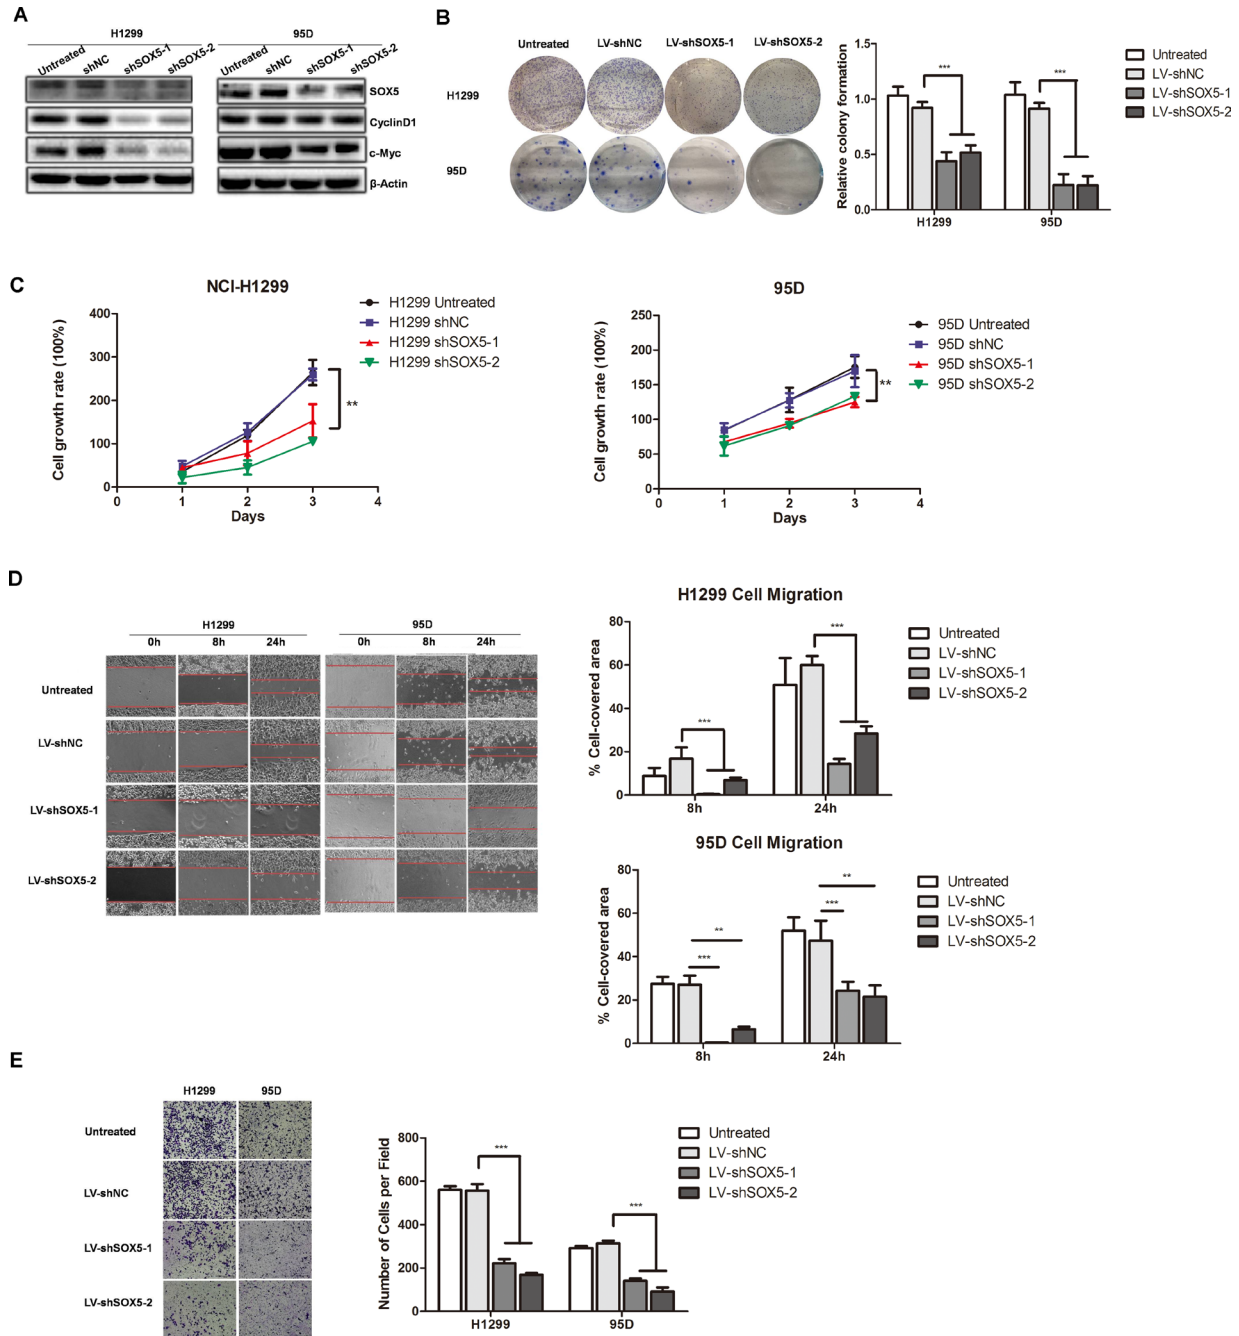 A
H1299
95D
Untreated
shNC
shSOX5-1
shSOX5-2
Untreated
shNC
shSOX5-1
shSOX5-2
SOX5
CyclinD1
c-Myc
β-Actin
B
Untreated
LV-shNC
LV-shSOX5-1
LV-shSOX5-2
H1299
95D
Relative colony formation
1.5
1.0
0.5
0.0
***
***
H1299
95D
Untreated
LV-shNC
LV-shSOX5-1
LV-shSOX5-2
C
NCI-H1299
Cell growth rate (100%)
400
300
200
100
0
0
1
2
3
4
Days
**
H1299 Untreated
H1299 shNC
H1299 shSOX5-1
H1299 shSOX5-2
95D
Cell growth rate (100%)
250
200
150
100
50
0
0
1
2
3
4
Days
**
95D Untreated
95D shNC
95D shSOX5-1
95D shSOX5-2
D
H1299
95D
0h
8h
24h
0h
8h
24h
Untreated
LV-shNC
LV-shSOX5-1
LV-shSOX5-2
H1299 Cell Migration
% Cell-covered area
80
60
40
20
0
***
***
8h
24h
Untreated
LV-shNC
LV-shSOX5-1
LV-shSOX5-2
95D Cell Migration
% Cell-covered area
80
60
40
20
0
**
***
**
***
8h
24h
Untreated
LV-shNC
LV-shSOX5-1
LV-shSOX5-2
E
H1299
95D
Untreated
LV-shNC
LV-shSOX5-1
LV-shSOX5-2
Number of Cells per Field
800
600
400
200
0
***
***
H1299
95D
Untreated
LV-shNC
LV-shSOX5-1
LV-shSOX5-2